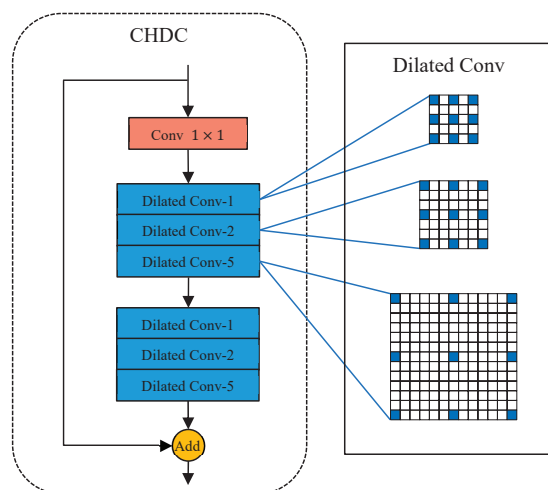 CHDC
Conv 1 × 1
Dilated Conv-1
Dilated Conv-2
Dilated Conv-5
Dilated Conv-1
Dilated Conv-2
Dilated Conv-5
Add
Dilated Conv